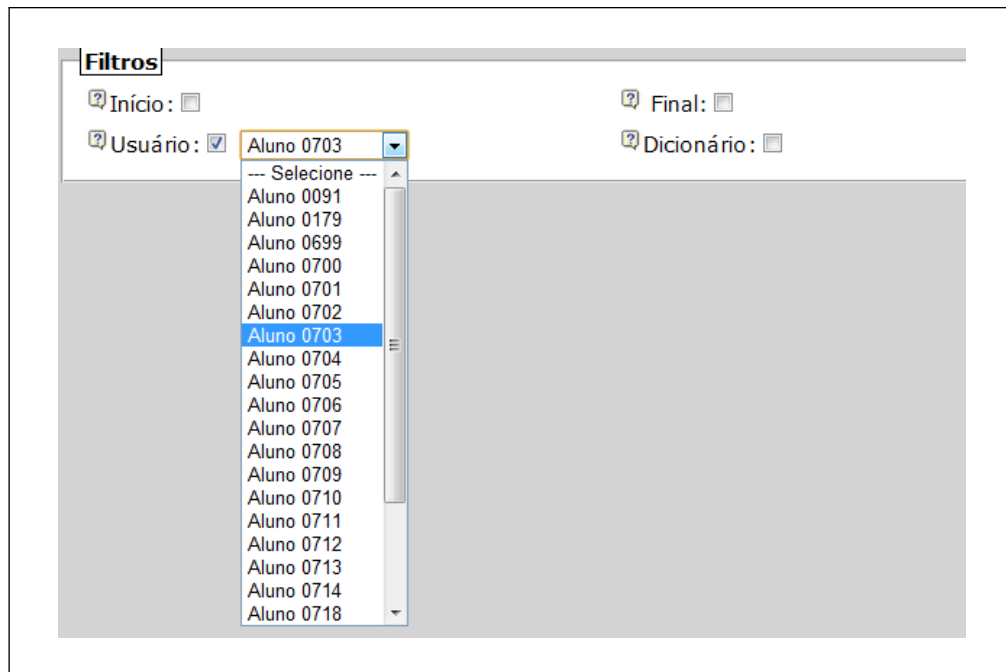 Filtros
Início: Final:
Usuário: Aluno 0703 Dicionário:
--- Selecione ---
Aluno 0091
Aluno 0179
Aluno 0699
Aluno 0700
Aluno 0701
Aluno 0702
Aluno 0703
Aluno 0704
Aluno 0705
Aluno 0706
Aluno 0707
Aluno 0708
Aluno 0709
Aluno 0710
Aluno 0711
Aluno 0712
Aluno 0713
Aluno 0714
Aluno 0718